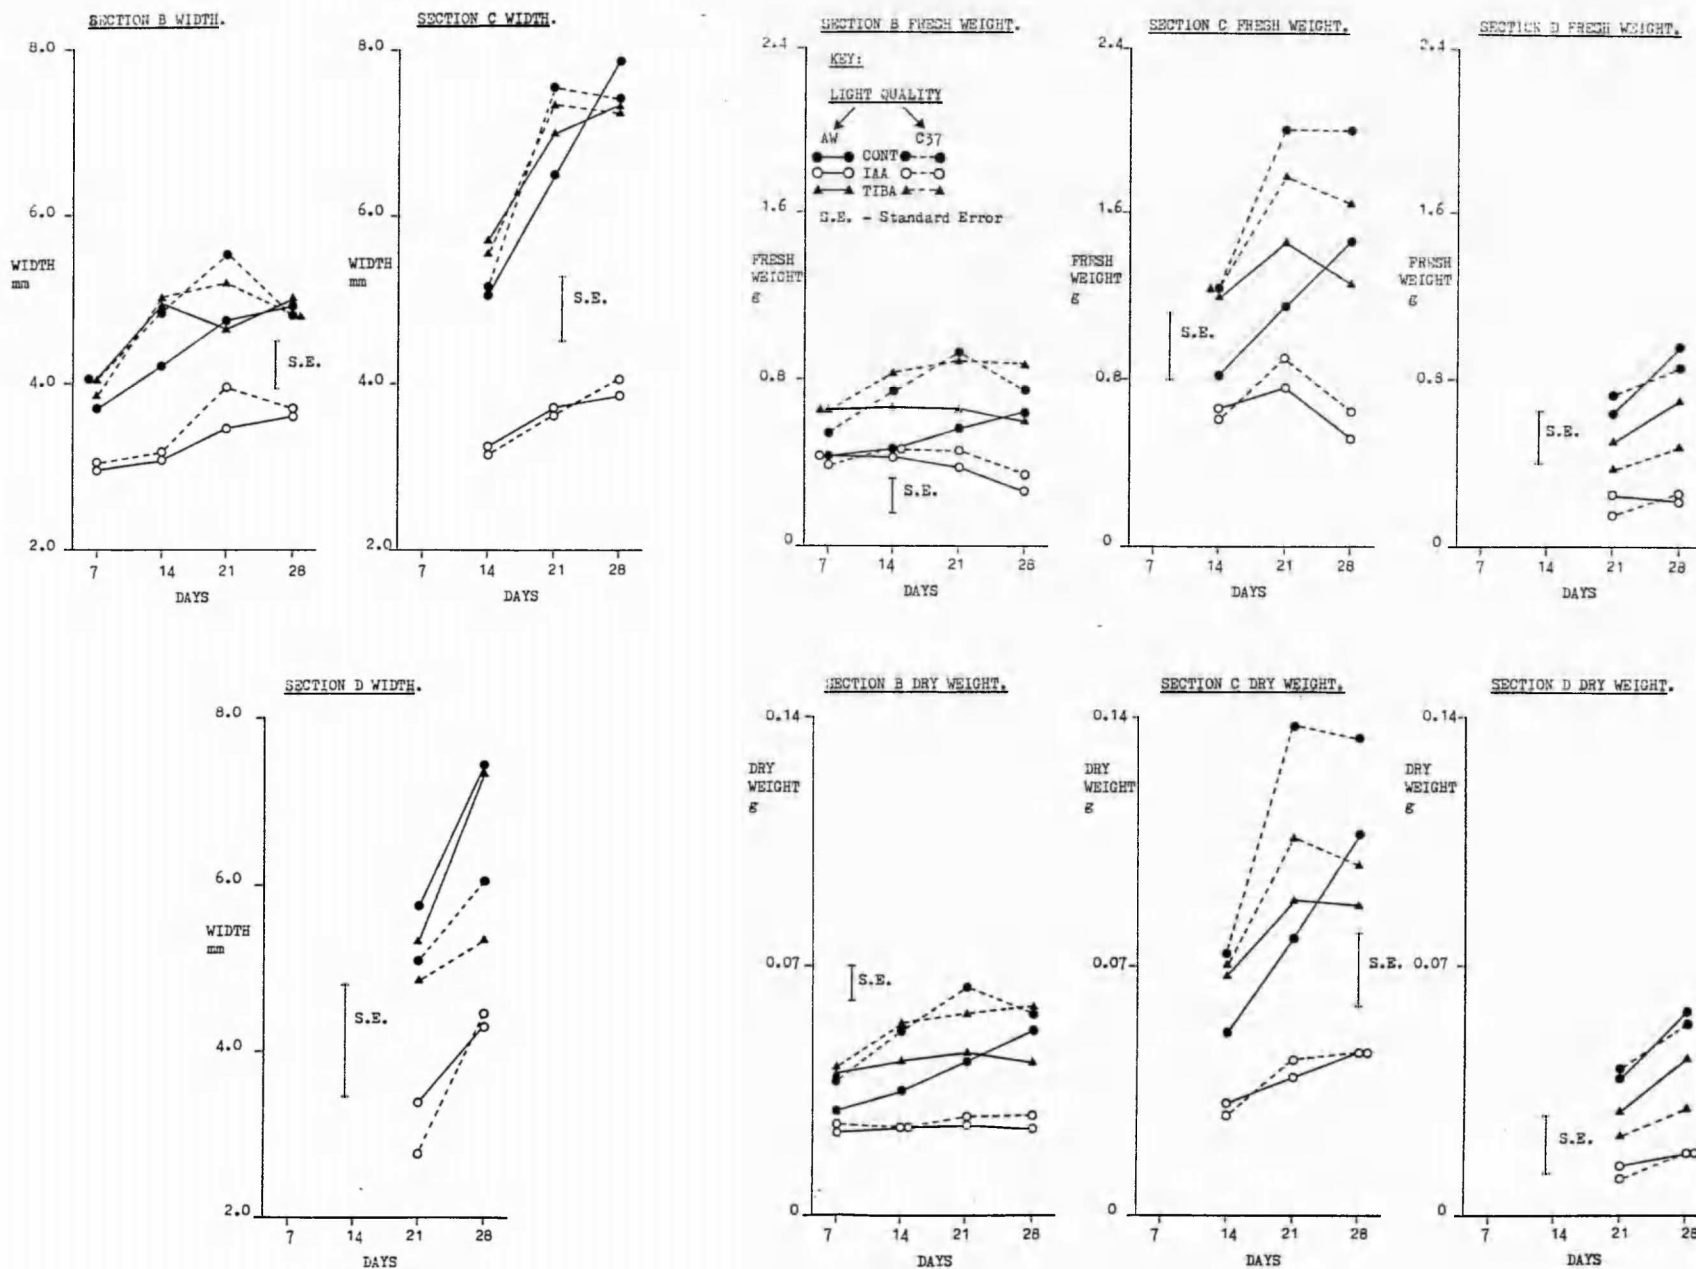 SECTION B WIDTH.
8.0
6.0
WIDTH
mm
4.0
S.E.
2.0
7 14 21 28
DAYS
SECTION C WIDTH.
8.0
6.0
WIDTH
mm
S.E.
4.0
2.0
7 14 21 28
DAYS
SECTION B FRESH WEIGHT.
2.4
KEY:
LIGHT QUALITY
AW C37
CONT
IAA
TIBA
S.E. - Standard Error
1.6
FRESH
WEIGHT
g
0.8
S.E.
0
7 14 21 28
DAYS
SECTION C FRESH WEIGHT.
2.4
1.6
FRESH
WEIGHT
g
S.E.
0.8
0
7 14 21 28
DAYS
SECTION D FRESH WEIGHT.
2.4
1.6
FRESH
WEIGHT
g
0.8
S.E.
0
7 14 21 28
DAYS
SECTION D WIDTH.
8.0
6.0
WIDTH
mm
S.E.
4.0
2.0
7 14 21 28
DAYS
SECTION B DRY WEIGHT.
0.14
DRY
WEIGHT
g
0.07
S.E.
0
7 14 21 28
DAYS
SECTION C DRY WEIGHT.
0.14
DRY
WEIGHT
g
0.07
S.E.
0
7 14 21 28
DAYS
SECTION D DRY WEIGHT.
0.14
DRY
WEIGHT
g
0.07
S.E.
0
7 14 21 28
DAYS